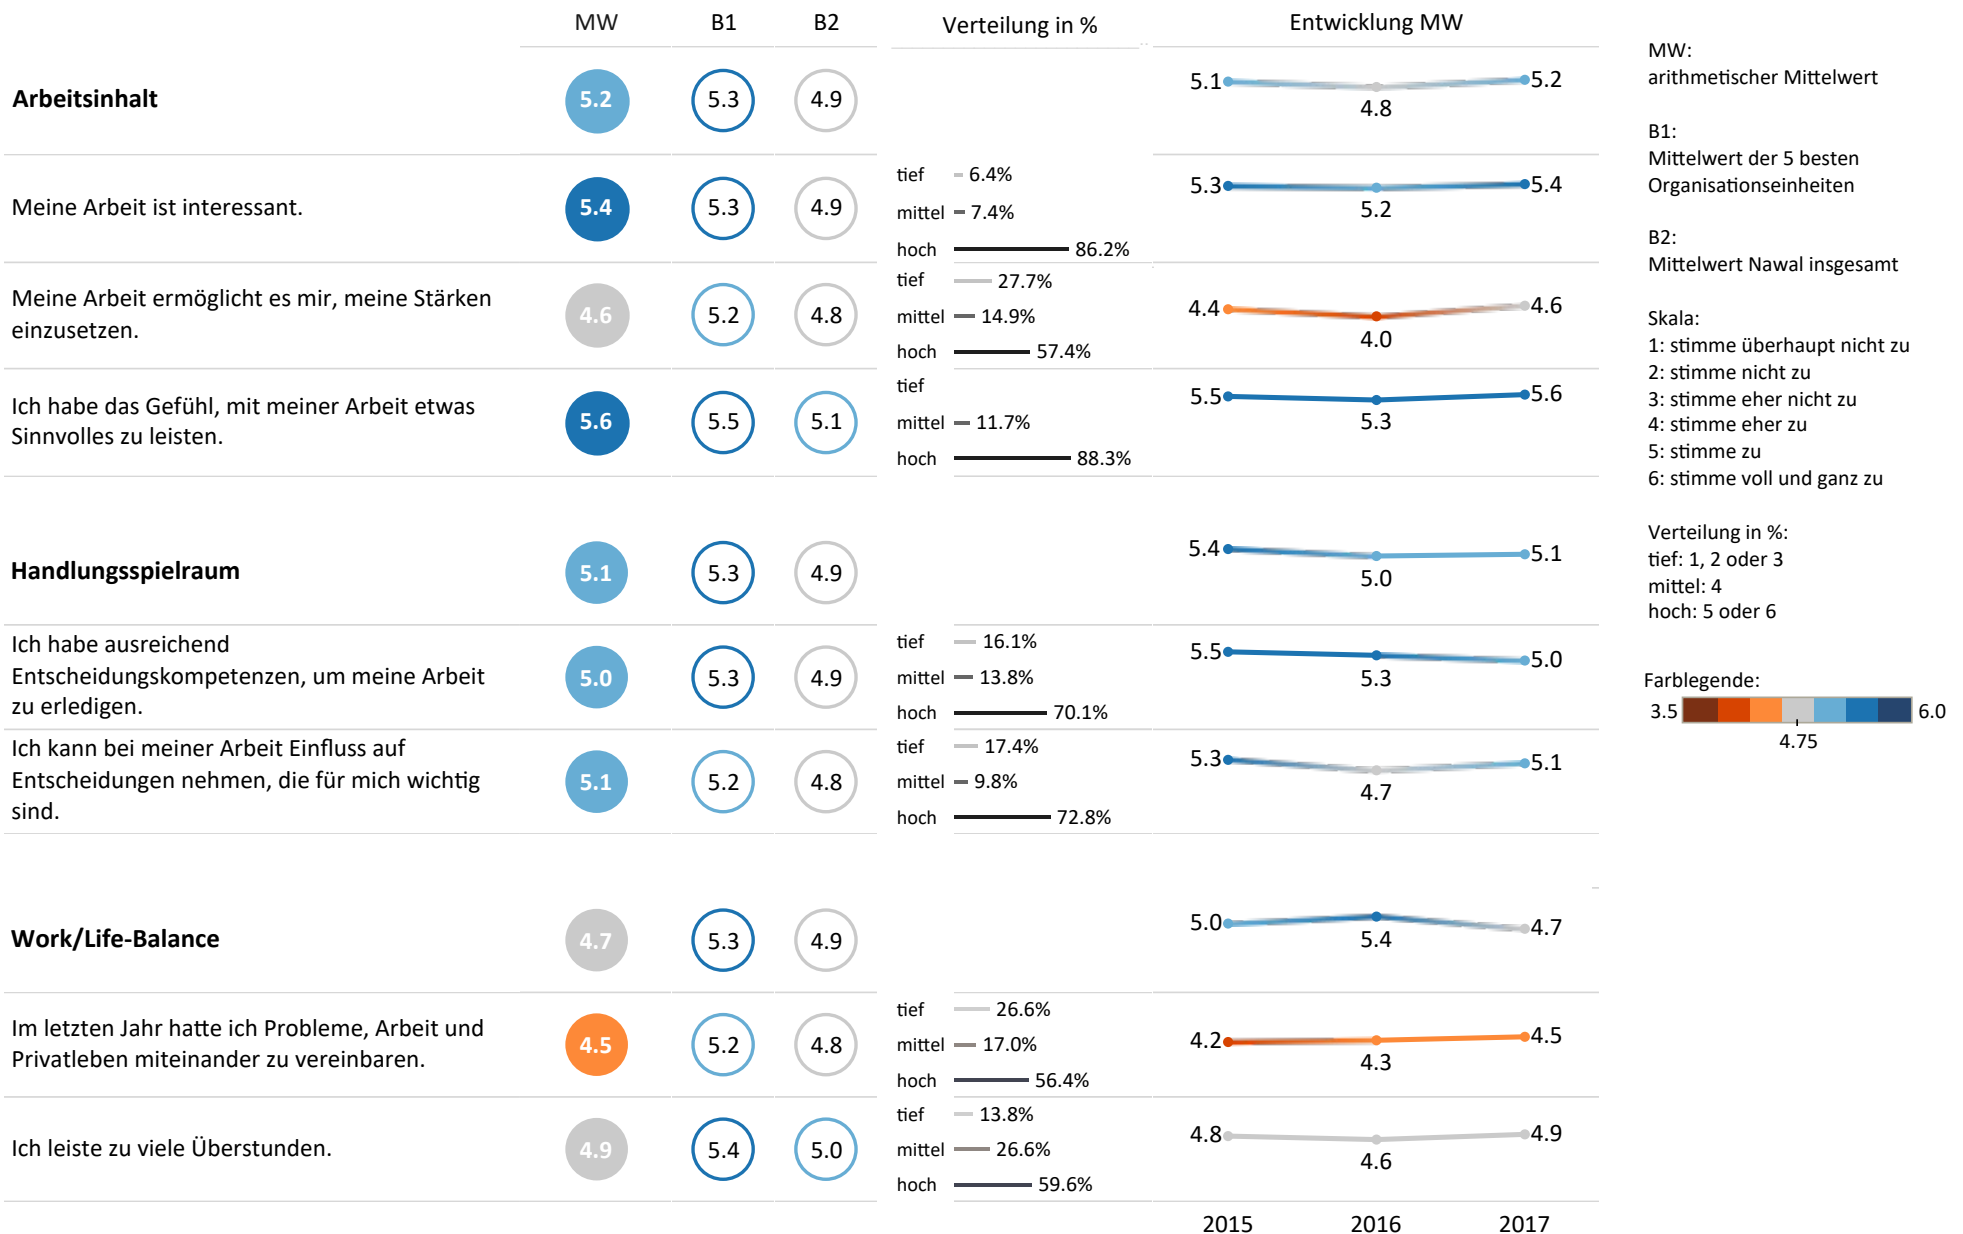 MW B1 B2 Verteilung in % Entwicklung MW
Arbeitsinhalt 5.2 5.3 4.9 5.1 4.8 5.2
Meine Arbeit ist interessant. 5.4 5.3 4.9
tief 6.4%
mittel 7.4%
hoch 86.2%
5.3 5.2 5.4
Meine Arbeit ermöglicht es mir, meine Stärken
einzusetzen.
4.6 5.2 4.8
tief 27.7%
mittel 14.9%
hoch 57.4%
4.4 4.0 4.6
Ich habe das Gefühl, mit meiner Arbeit etwas
Sinnvolles zu leisten.
5.6 5.5 5.1
tief
mittel 11.7%
hoch 88.3%
5.5 5.3 5.6
Handlungsspielraum 5.1 5.3 4.9 5.4 5.0 5.1
Ich habe ausreichend
Entscheidungskompetenzen, um meine Arbeit
zu erledigen.
5.0 5.3 4.9
tief 16.1%
mittel 13.8%
hoch 70.1%
5.5 5.3 5.0
Ich kann bei meiner Arbeit Einfluss auf
Entscheidungen nehmen, die für mich wichtig
sind.
5.1 5.2 4.8
tief 17.4%
mittel 9.8%
hoch 72.8%
5.3 4.7 5.1
Work/Life-Balance 4.7 5.3 4.9 5.0 5.4 4.7
Im letzten Jahr hatte ich Probleme, Arbeit und
Privatleben miteinander zu vereinbaren.
4.5 5.2 4.8
tief 26.6%
mittel 17.0%
hoch 56.4%
4.2 4.3 4.5
Ich leiste zu viele Überstunden. 4.9 5.4 5.0
tief 13.8%
mittel 26.6%
hoch 59.6%
4.8 4.6 4.9
2015 2016 2017
MW:
arithmetischer Mittelwert
B1:
Mittelwert der 5 besten
Organisationseinheiten
B2:
Mittelwert Nawal insgesamt
Skala:
1: stimme überhaupt nicht zu
2: stimme nicht zu
3: stimme eher nicht zu
4: stimme eher zu
5: stimme zu
6: stimme voll und ganz zu
Verteilung in %:
tief: 1, 2 oder 3
mittel: 4
hoch: 5 oder 6
Farblegende:
3.5 6.0
4.75